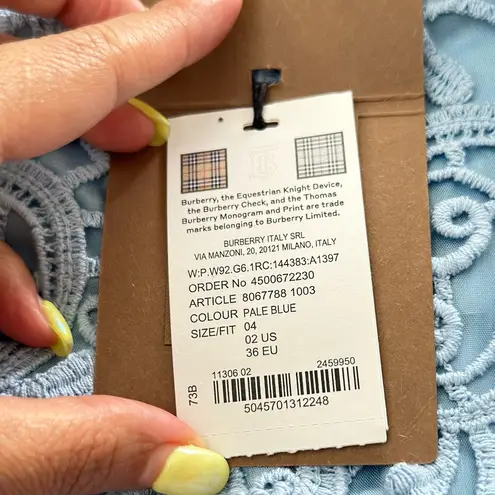 Burberry, the Equestrian Knight Device,
the Burberry Check, and the Thomas
Burberry Monogram and Print are trade
marks belonging to Burberry Limited.
BURBERRY ITALY SRL
VIA MANZONI, 20, 20121 MILANO, ITALY
W:P.W92.G6.1RC:144383:A1397
ORDER No 4500672230
ARTICLE 8067788 1003
COLOUR PALE BLUE
SIZE/FIT 04
02 US
36 EU
73B
11306 02 2459950
5045701312248